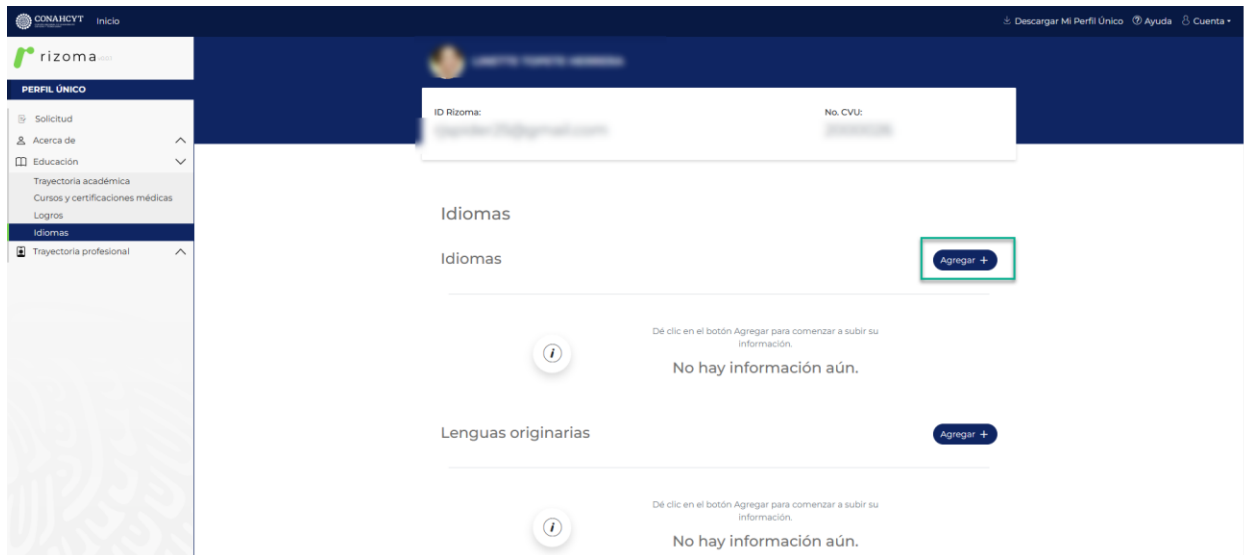 CONAHCYT Inicio Descargar Mi Perfil Único Ayuda Cuenta
rizoma
PERFIL ÚNICO
ID Rizoma: No. CVU:
Solicitud
Acerca de
Educación
Trayectoria académica
Cursos y certificaciones médicas
Logros
Idiomas
Trayectoria profesional
Idiomas
Idiomas Agregar +
Dé clic en el botón Agregar para comenzar a subir su
información.
No hay información aún.
Lenguas originarias Agregar +
Dé clic en el botón Agregar para comenzar a subir su
información.
No hay información aún.